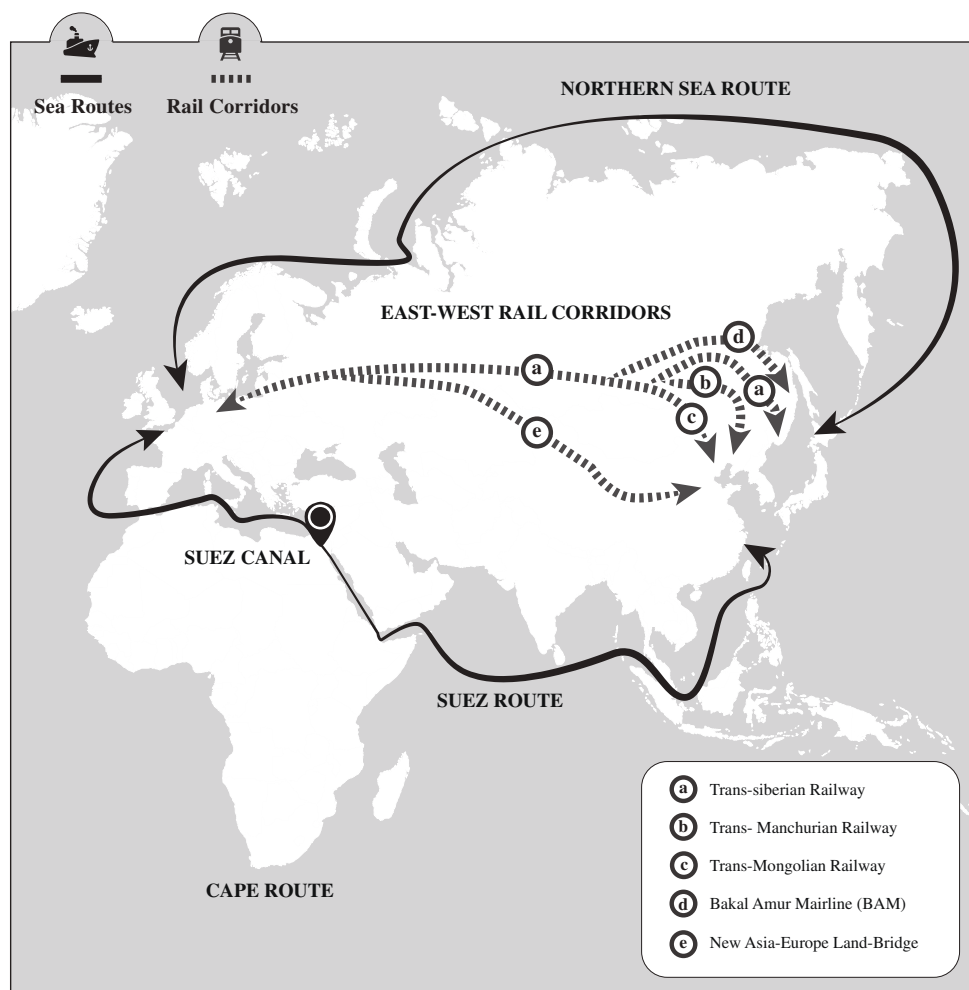 Sea Routes
Rail Corridors
NORTHERN SEA ROUTE
EAST-WEST RAIL CORRIDORS
d
a
b
a
c
e
SUEZ CANAL
SUEZ ROUTE
CAPE ROUTE
a Trans-siberian Railway
b Trans- Manchurian Railway
c Trans-Mongolian Railway
d Bakal Amur Mairline (BAM)
e New Asia-Europe Land-Bridge